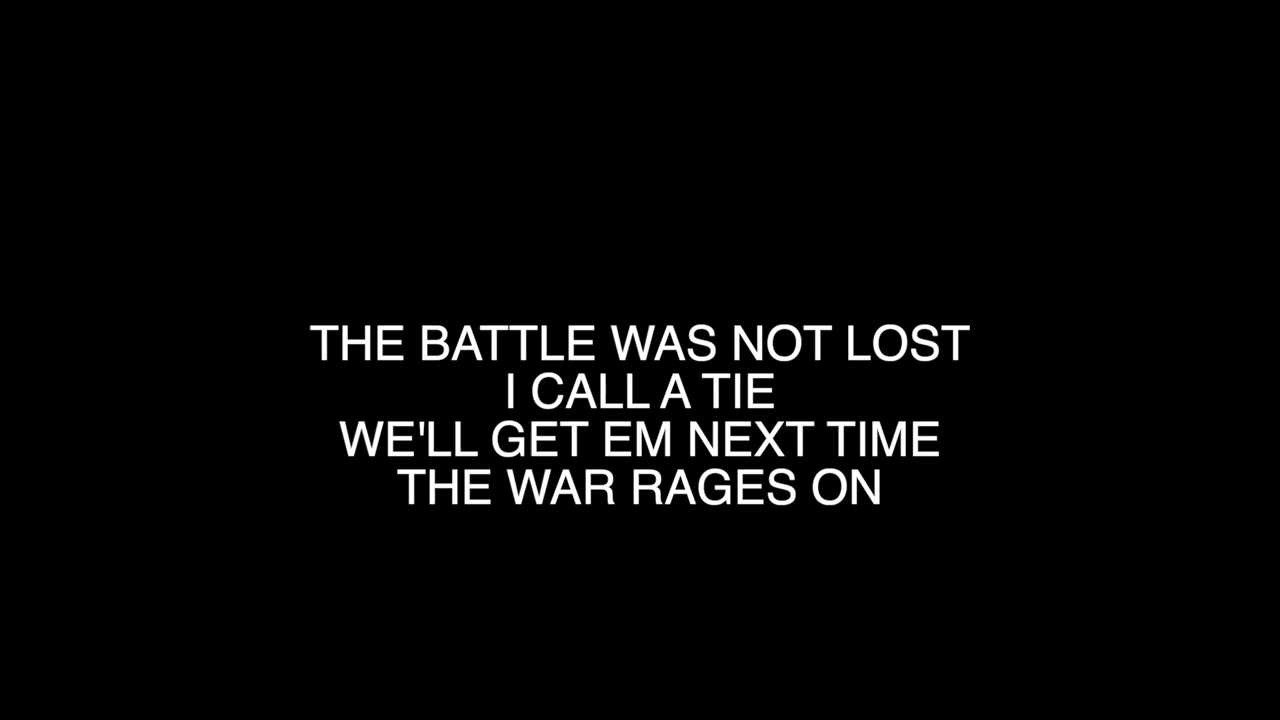 THE BATTLE WAS NOT LOST
I CALL A TIE
WE'LL GET EM NEXT TIME
THE WAR RAGES ON